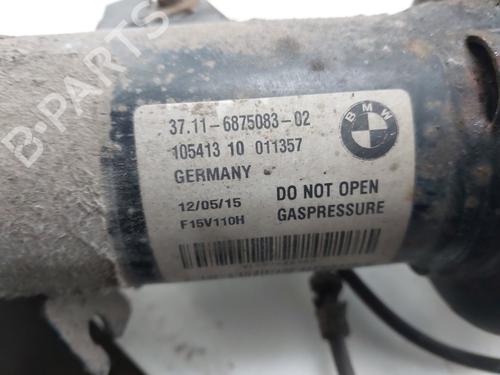 B-PARTS
37.11-6875083-02
BMW
105413 10 011357
GERMANY
12/05/15
DO NOT OPEN
F15V110H
GASPRESSURE